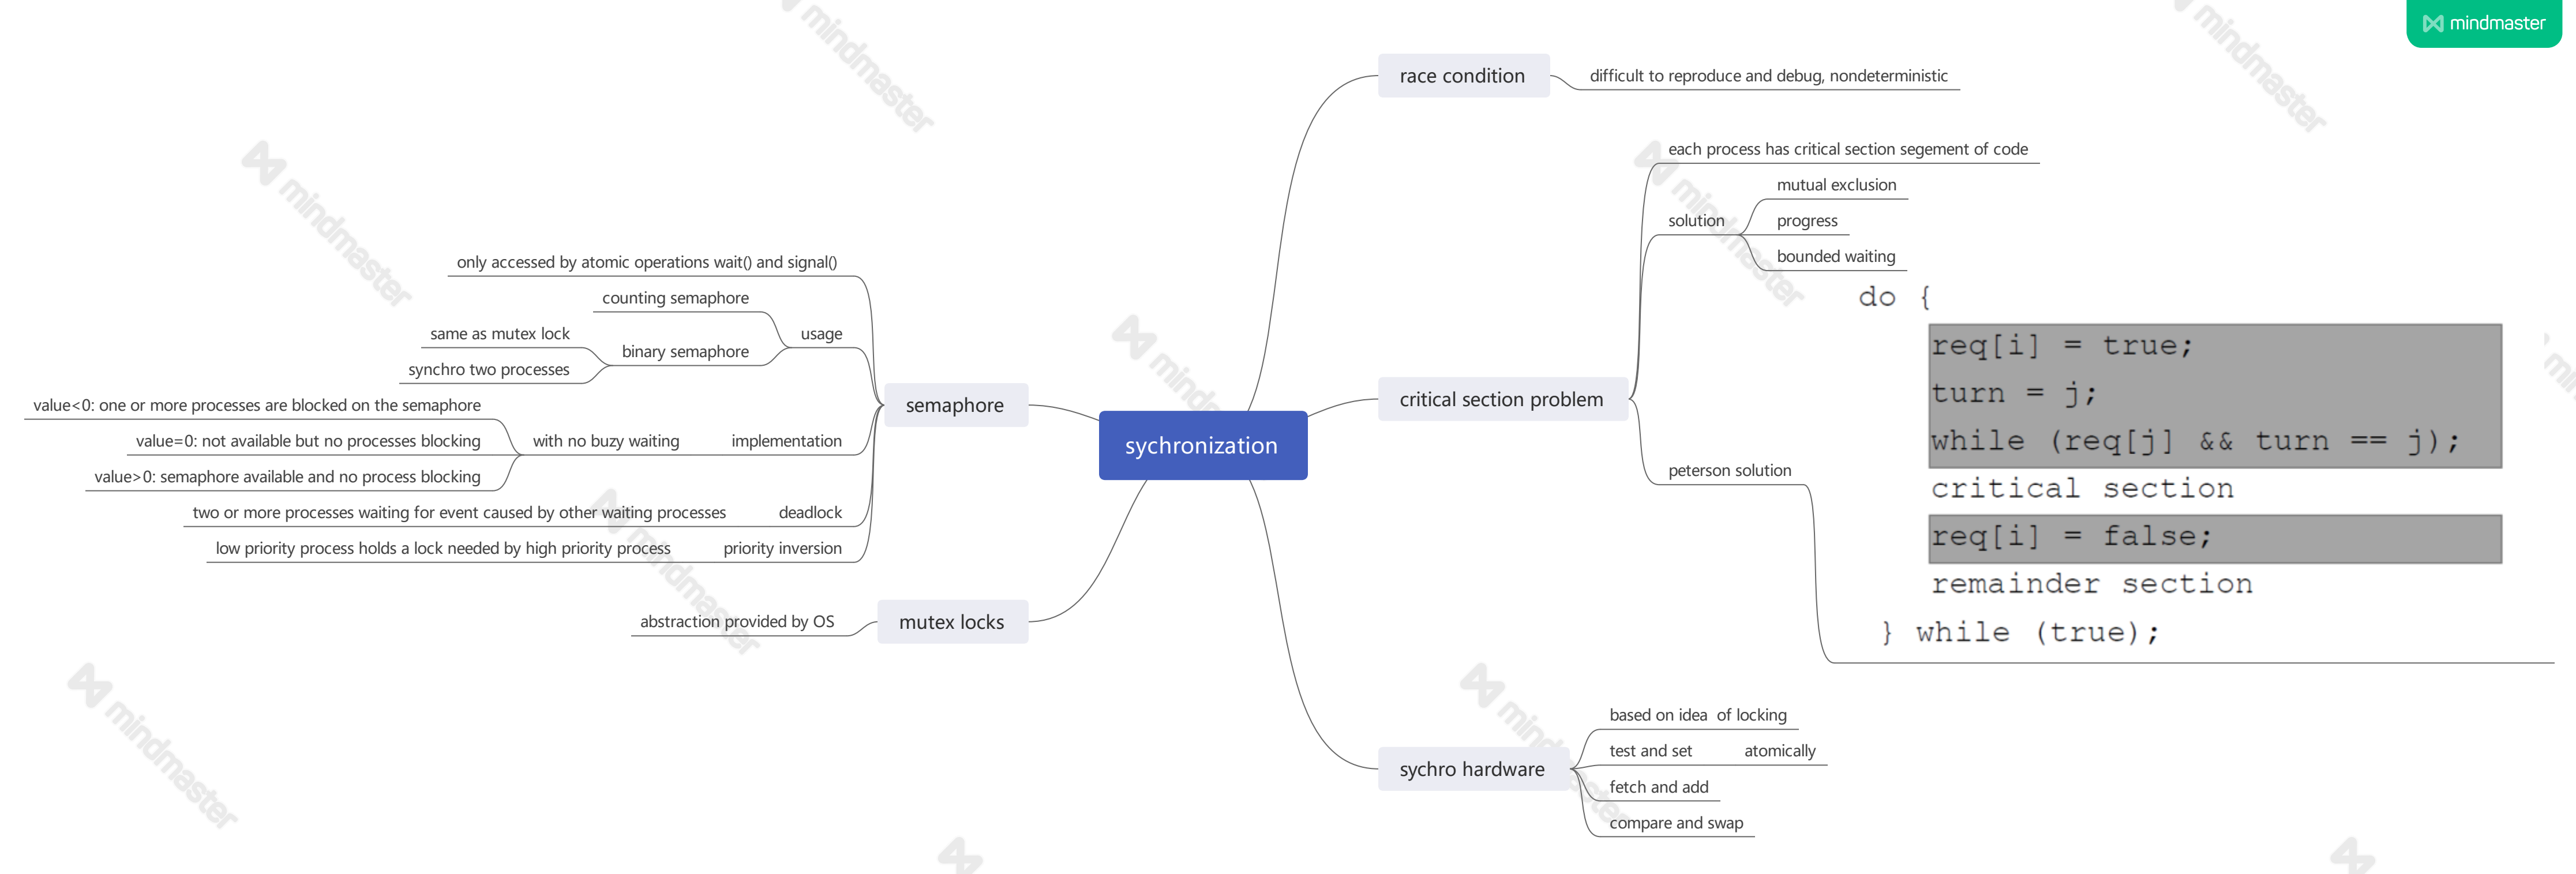 mindmaster
race condition
difficult to reproduce and debug, nondeterministic
critical section problem
each process has critical section segement of code
solution
mutual exclusion
progress
bounded waiting
peterson solution
do {
req[i] = true;
turn = j;
while (req[j] && turn == j);
critical section
req[i] = false;
remainder section
} while (true);
sychro hardware
based on idea  of locking
test and set
atomically
fetch and add
compare and swap
sychronization
semaphore
only accessed by atomic operations wait() and signal()
usage
counting semaphore
binary semaphore
same as mutex lock
synchro two processes
implementation
with no buzy waiting
value<0: one or more processes are blocked on the semaphore
value=0: not available but no processes blocking
value>0: semaphore available and no process blocking
deadlock
two or more processes waiting for event caused by other waiting processes
priority inversion
low priority process holds a lock needed by high priority process
mutex locks
abstraction provided by OS
mindmaster
mindmaster
mindmaster
mindmaster
mindmaster
mindmaster